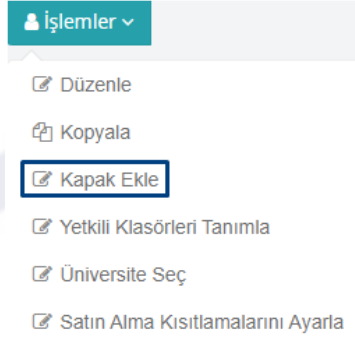 İşlemler
Düzenle
Kopyala
Kapak Ekle
Yetkili Klasörleri Tanımla
Üniversite Seç
Satın Alma Kısıtlamalarını Ayarla